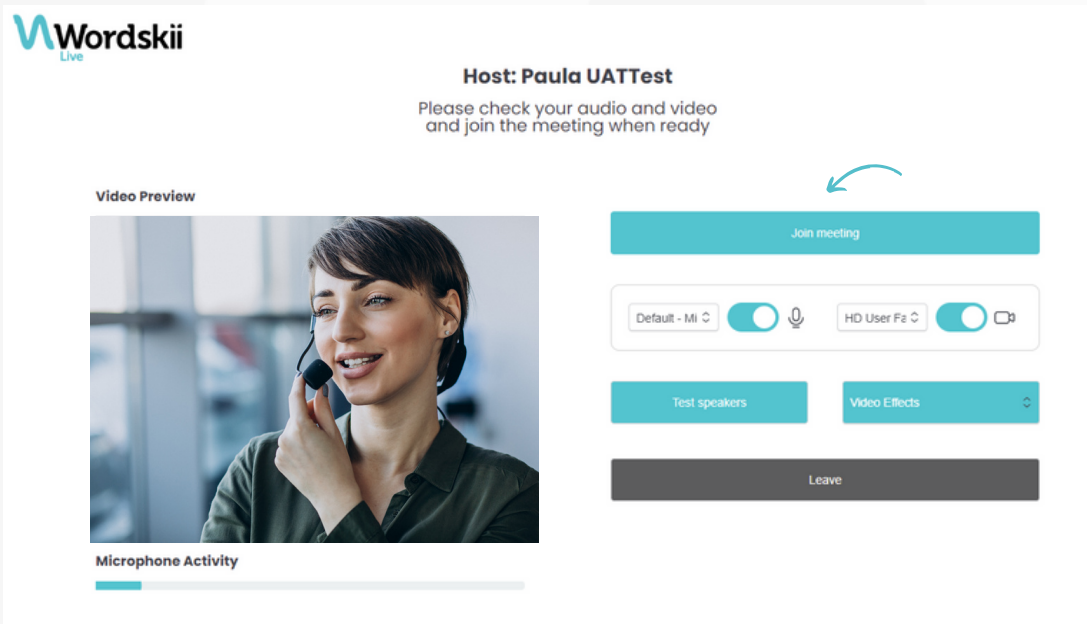 Wordskii
Live
Host: Paula UATTest
Please check your audio and video
and join the meeting when ready
Video Preview
Join meeting
Default - Mi
HD User Fa
Test speakers
Video Effects
Leave
Microphone Activity